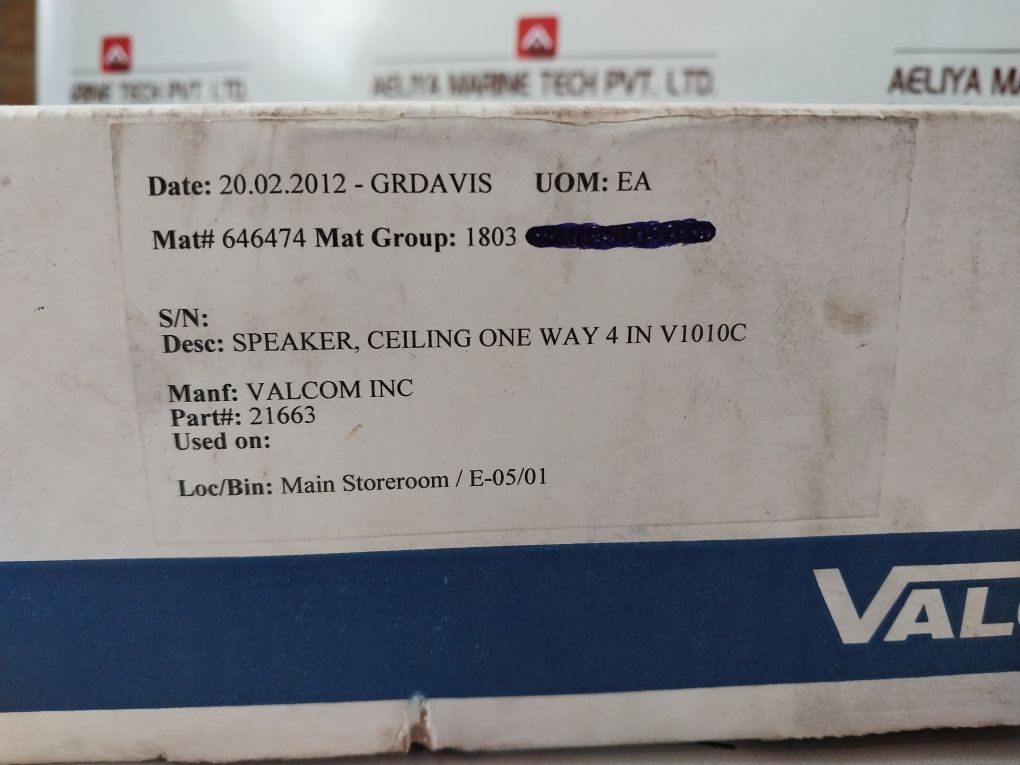 ARINE TECH PVT. LTD.
AELIYA MARINE TECH PVT. LTD.
AELIYA MA
Date: 20.02.2012 - GRDAVIS UOM: EA
Mat# 646474 Mat Group: 1803
S/N:
Desc: SPEAKER, CEILING ONE WAY 4 IN V1010C
Manf: VALCOM INC
Part#: 21663
Used on:
Loc/Bin: Main Storeroom / E-05/01
VALC